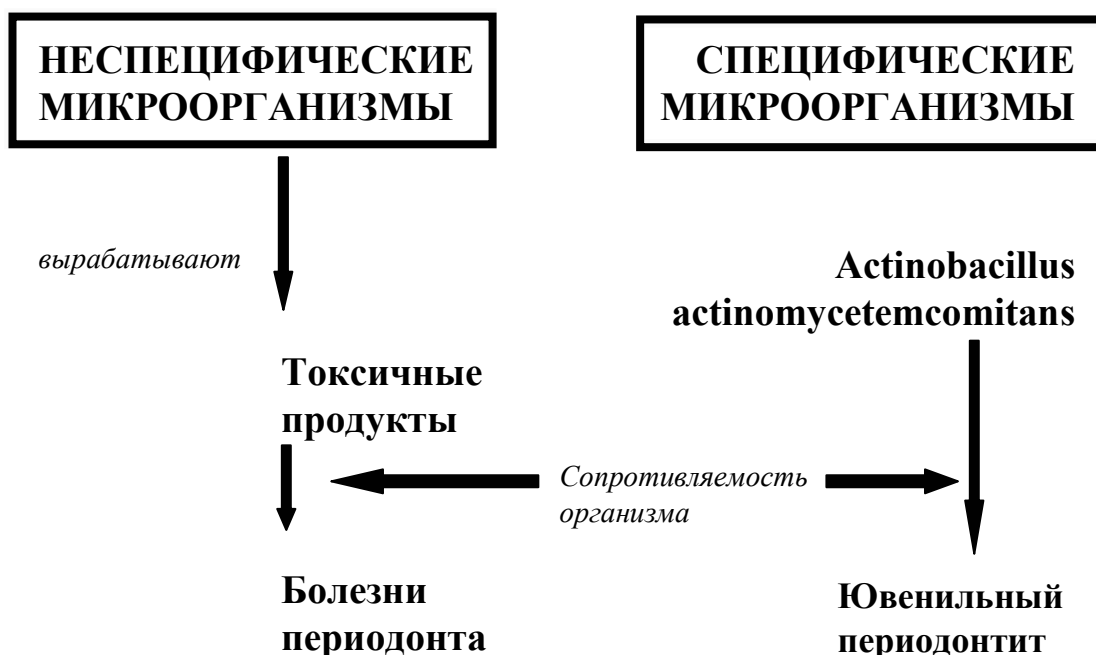 НЕСПЕЦИФИЧЕСКИЕ
МИКРООРГАНИЗМЫ
СПЕЦИФИЧЕСКИЕ
МИКРООРГАНИЗМЫ
вырабатывают
Actinobacillus
actinomycetemcomitans
Токсичные
продукты
Сопротивляемость
организма
Болезни
периодонта
Ювенильный
периодонтит